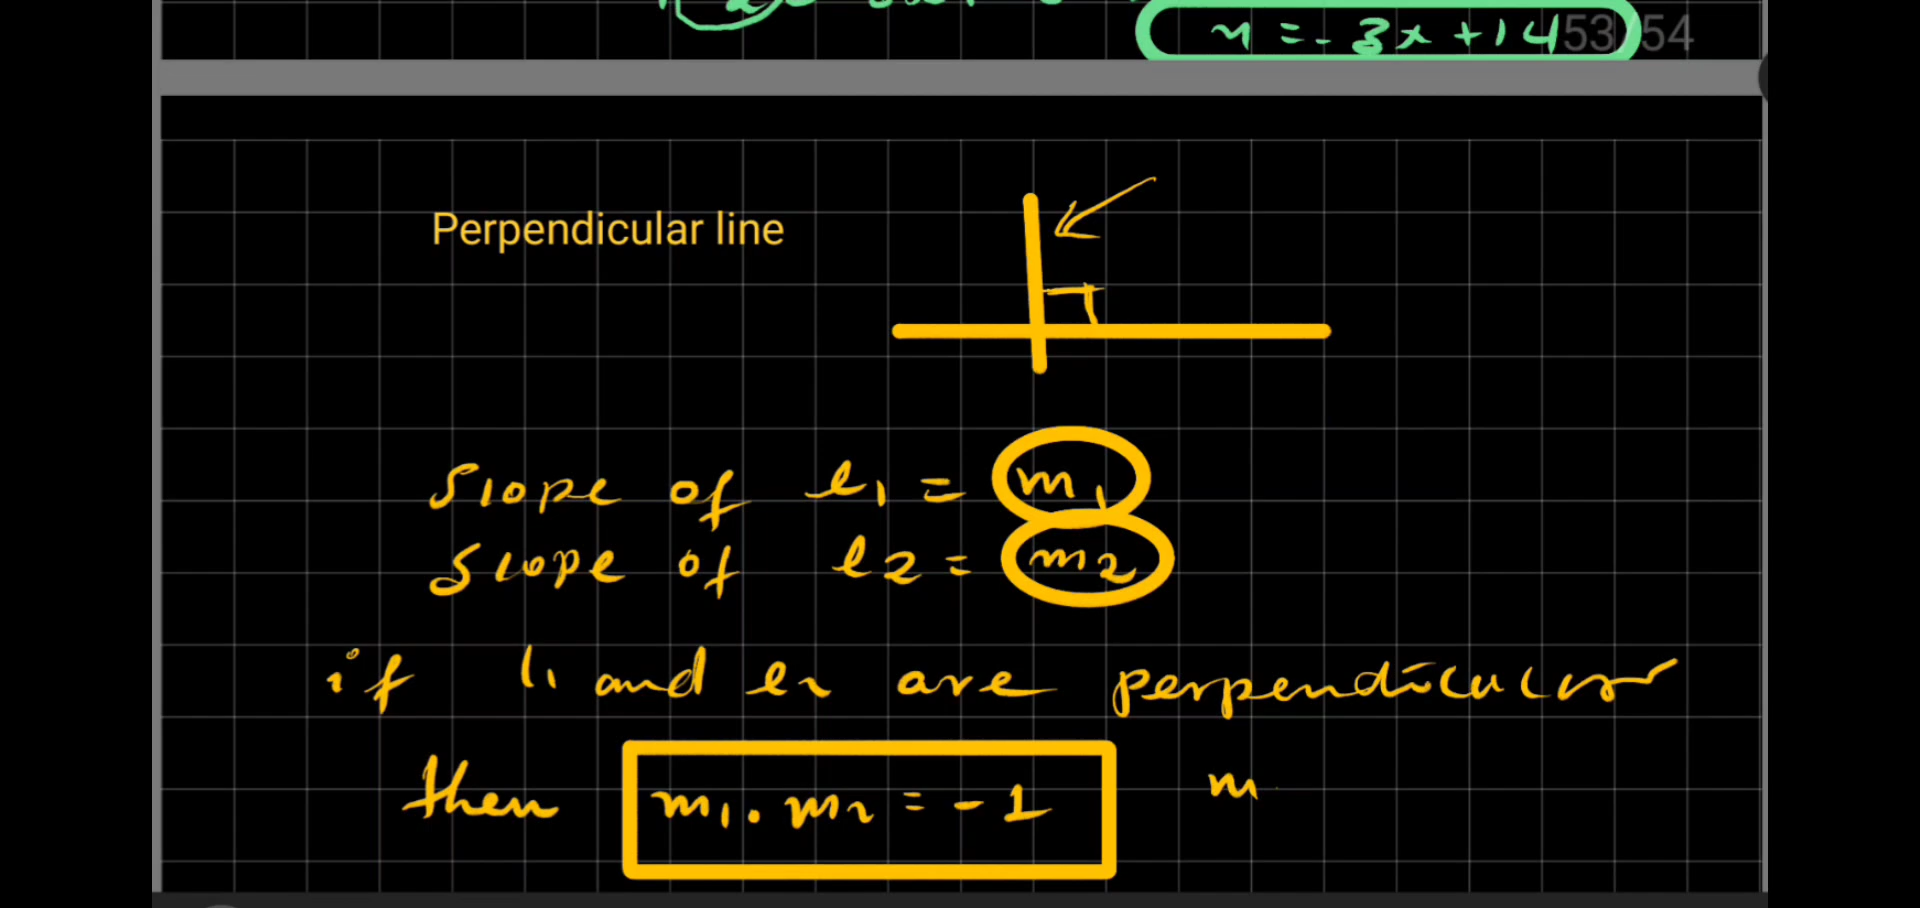 x = - 3x + 14
53/54
Perpendicular line
Slope of l1 = m1
Slope of l2 = m2
if l1 and l2 are perpendicular
then m1 . m2 = -1 m